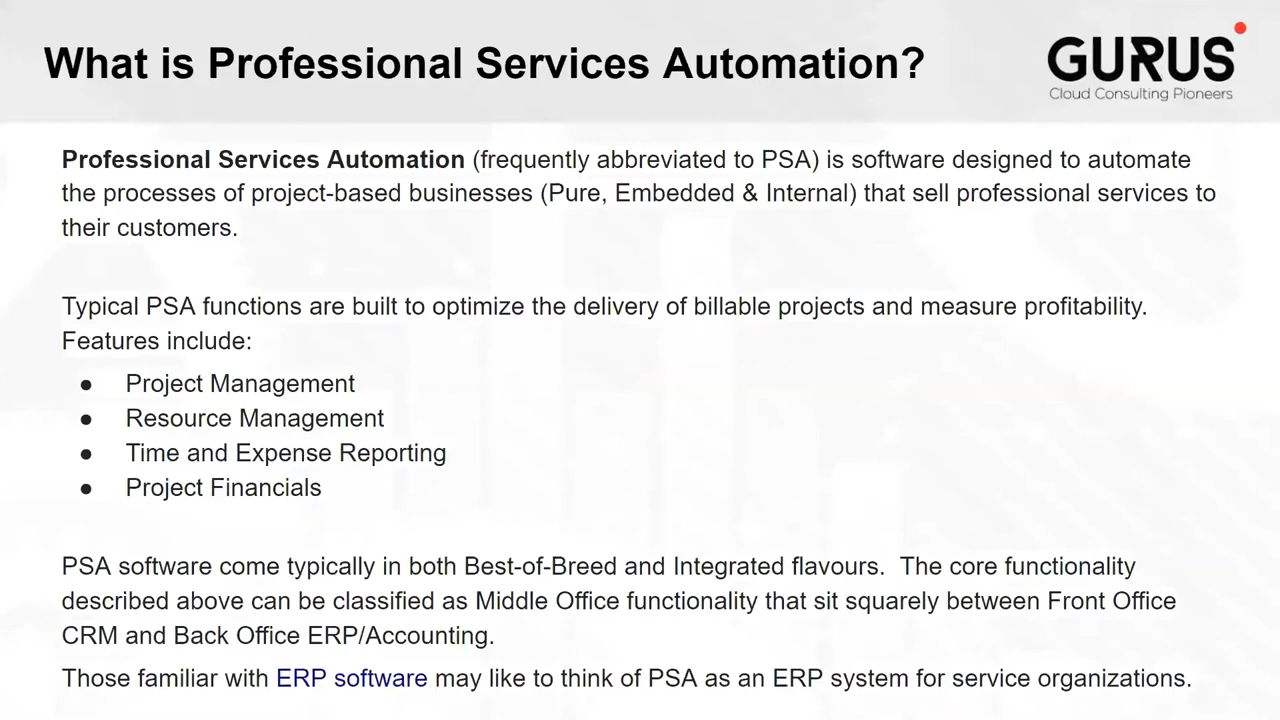 What is Professional Services Automation?
GURUS
Cloud Consulting Pioneers
Professional Services Automation (frequently abbreviated to PSA) is software designed to automate
the processes of project-based businesses (Pure, Embedded & Internal) that sell professional services to
their customers.
Typical PSA functions are built to optimize the delivery of billable projects and measure profitability.
Features include:
● Project Management
● Resource Management
● Time and Expense Reporting
● Project Financials
PSA software come typically in both Best-of-Breed and Integrated flavours.  The core functionality
described above can be classified as Middle Office functionality that sit squarely between Front Office
CRM and Back Office ERP/Accounting.
Those familiar with ERP software may like to think of PSA as an ERP system for service organizations.